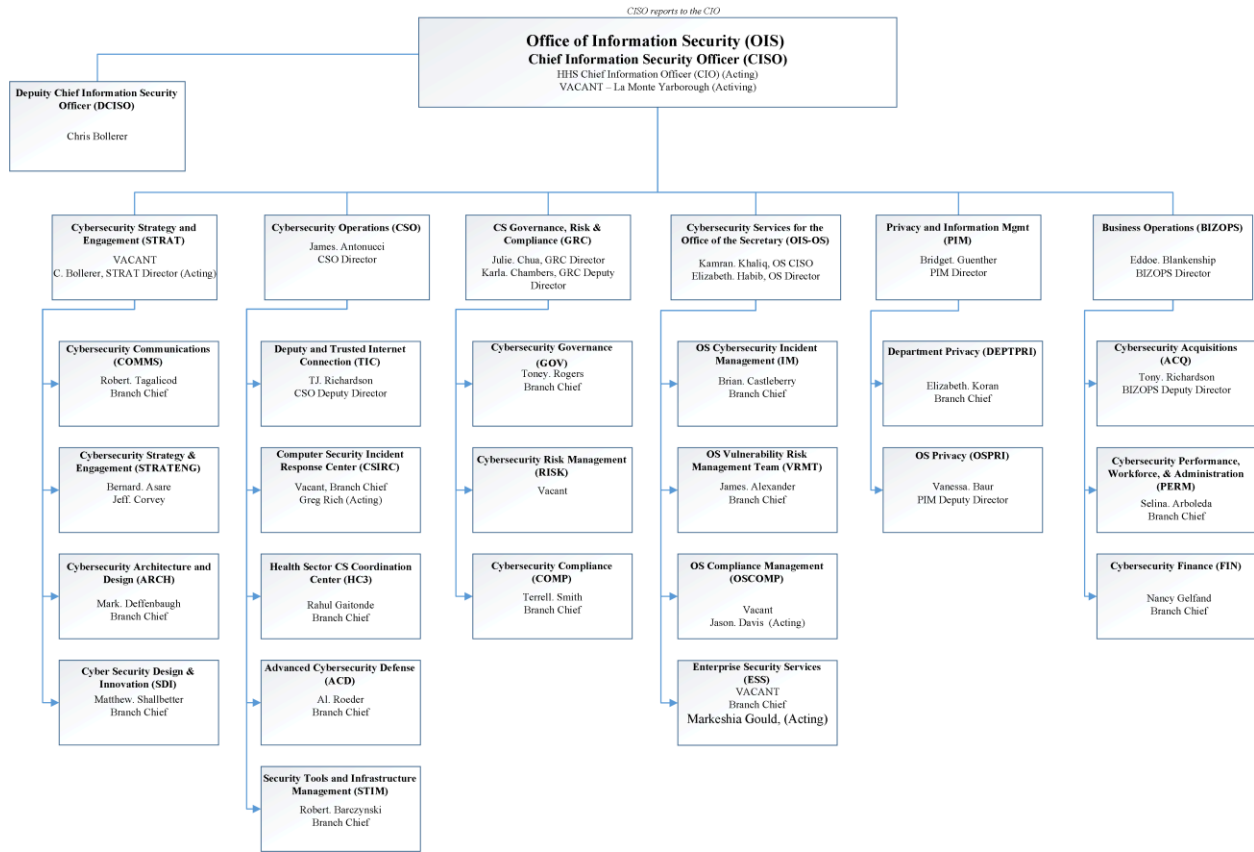 CISO reports to the CIO
Office of Information Security (OIS)
Chief Information Security Officer (CISO)
HHS Chief Information Officer (CIO) (Acting)
VACANT – La Monte Yarborough (Activing)
Depuity Chief Information Security
Officer (DCISO)
Chris Bollerer
Cybersecurity Strategy and
Engagement (STRAT)
VACANT
C. Bollerer, STRAT Director (Acting)
Cybersecurity Operations (CSO)
James. Antonucci
CSO Director
CS Governance, Risk &
Compliance (GRC)
Julie. Chua, GRC Director
Karla. Chambers, GRC Deputy
Director
Cybersecurity Services for the
Office of the Secretary (OIS-OS)
Kamran. Khaliq, OS CISO
Elizabeth. Habib, OS Director
Privacy and Information Mgmt
(PIM)
Bridget. Guenther
PIM Director
Business Operations (BIZOPS)
Eddoe. Blankenship
BIZOPS Director
Cybersecurity Communications
(COMMS)
Robert. Tagalicod
Branch Chief
Deputy and Trusted Internet
Connection (TIC)
TJ. Richardson
CSO Deputy Director
Cybersecurity Governance
(GOV)
Toney. Rogers
Branch Chief
OS Cybersecurity Incident
Management (IM)
Brian. Castleberry
Branch Chief
Department Privacy (DEPTPRI)
Elizabeth. Koran
Branch Chief
Cybersecurity Acquisitions
(ACQ)
Tony. Richardson
BIZOPS Deputy Director
Cybersecurity Strategy &
Engagement (STRATENG)
Bernard. Asare
Jeff. Corvey
Computer Security Incident
Response Center (CSIRC)
Vacant, Branch Chief
Greg Rich (Acting)
Cybersecurity Risk Management
(RISK)
Vacant
OS Vulnerability Risk
Management Team (VRMT)
James. Alexander
Branch Chief
OS Privacy (OSPRI)
Vanessa. Baur
PIM Deputy Director
Cybersecurity Performance,
Workforce, & Administration
(PERM)
Selina. Arboleda
Branch Chief
Cybersecurity Architecture and
Design (ARCH)
Mark. Deffenbaugh
Branch Chief
Health Sector CS Coordination
Center (HC3)
Rahul Gaitonde
Branch Chief
Cybersecurity Compliance
(COMP)
Terrell. Smith
Branch Chief
OS Compliance Management
(OSCOMP)
Vacant
Jason. Davis (Acting)
Cybersecurity Finance (FIN)
Nancy Gelfand
Branch Chief
Cyber Security Design &
Innovation (SDI)
Matthew. Shallbetter
Branch Chief
Advanced Cybersecurity Defense
(ACD)
Al. Roeder
Branch Chief
Enterprise Security Services
(ESS)
VACANT
Branch Chief
Markeshia Gould, (Acting)
Security Tools and Infrastructure
Management (STIM)
Robert. Barczynski
Branch Chief